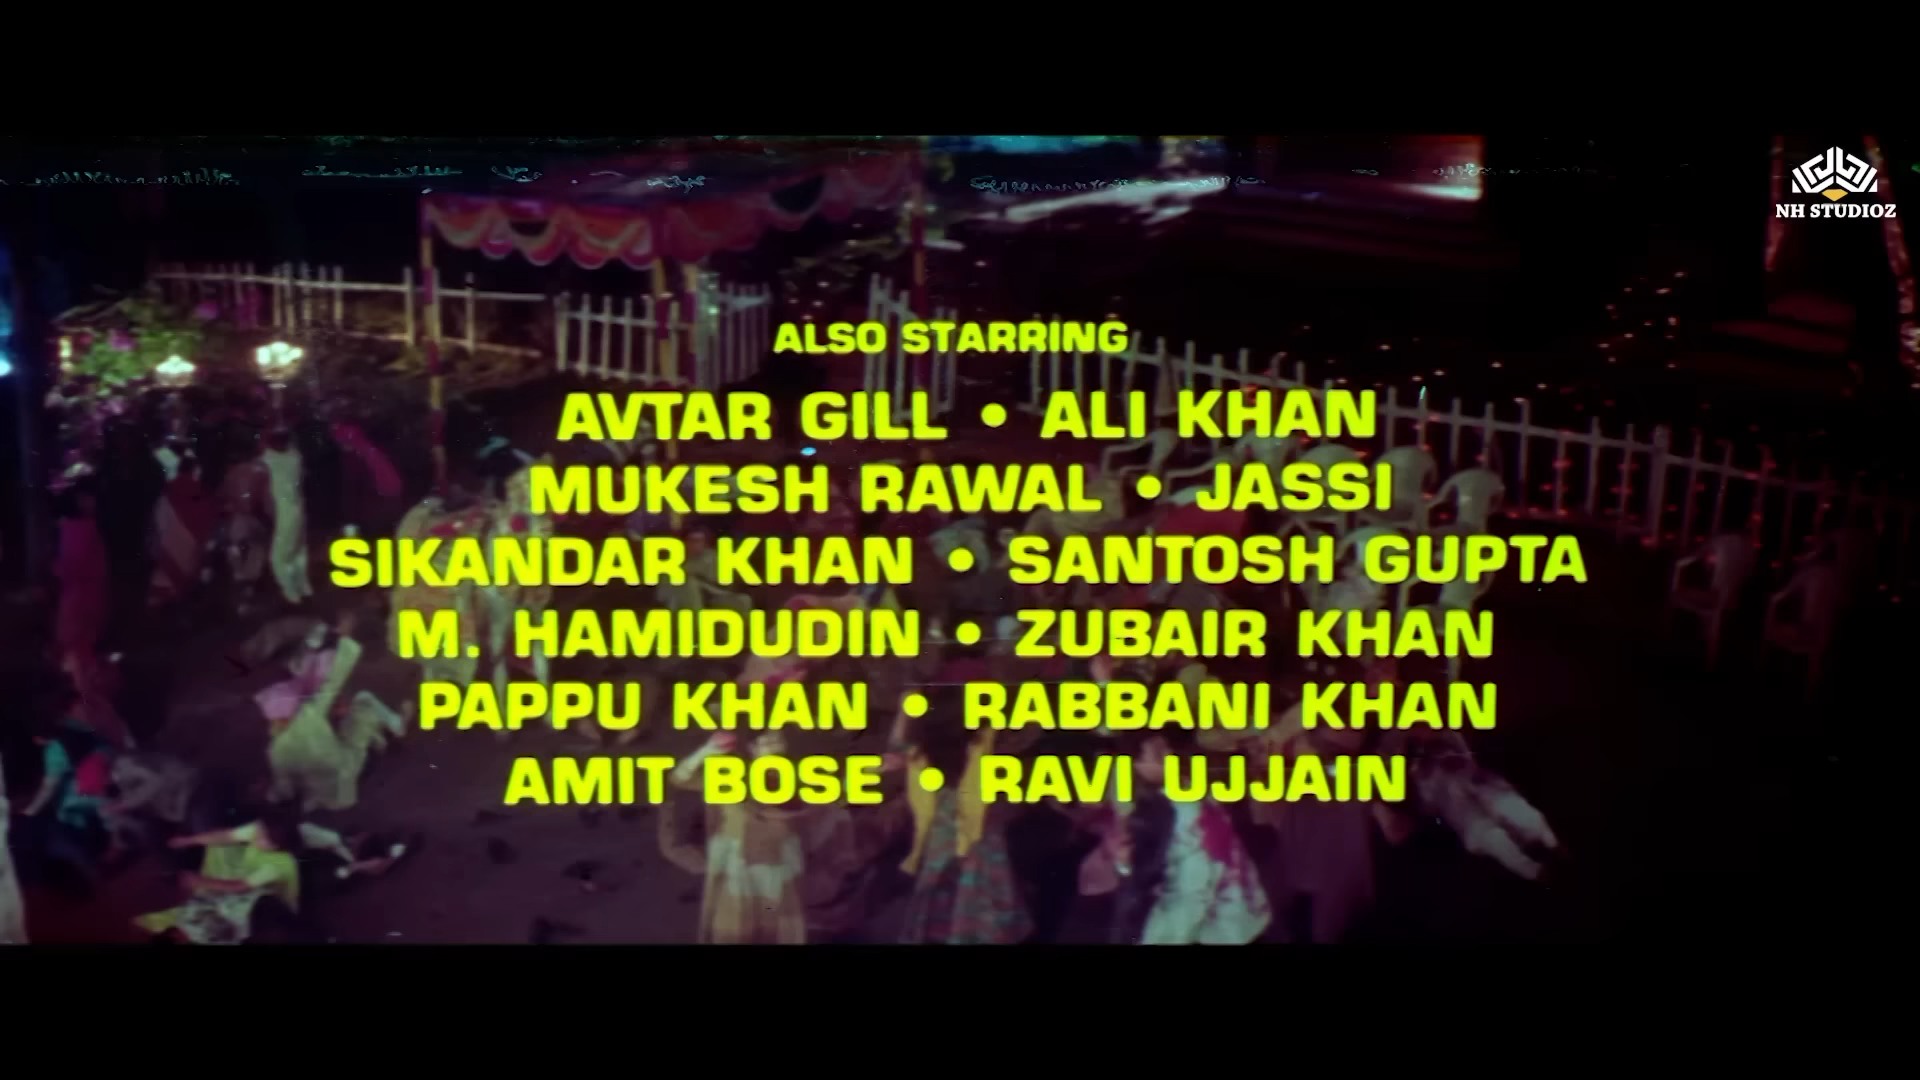 NH STUDIOZ
ALSO STARRING
AVTAR GILL • ALI KHAN
MUKESH RAWAL • JASSI
SIKANDAR KHAN • SANTOSH GUPTA
M. HAMIDUDIN • ZUBAIR KHAN
PAPPU KHAN • RABBANI KHAN
AMIT BOSE • RAVI UJJAIN